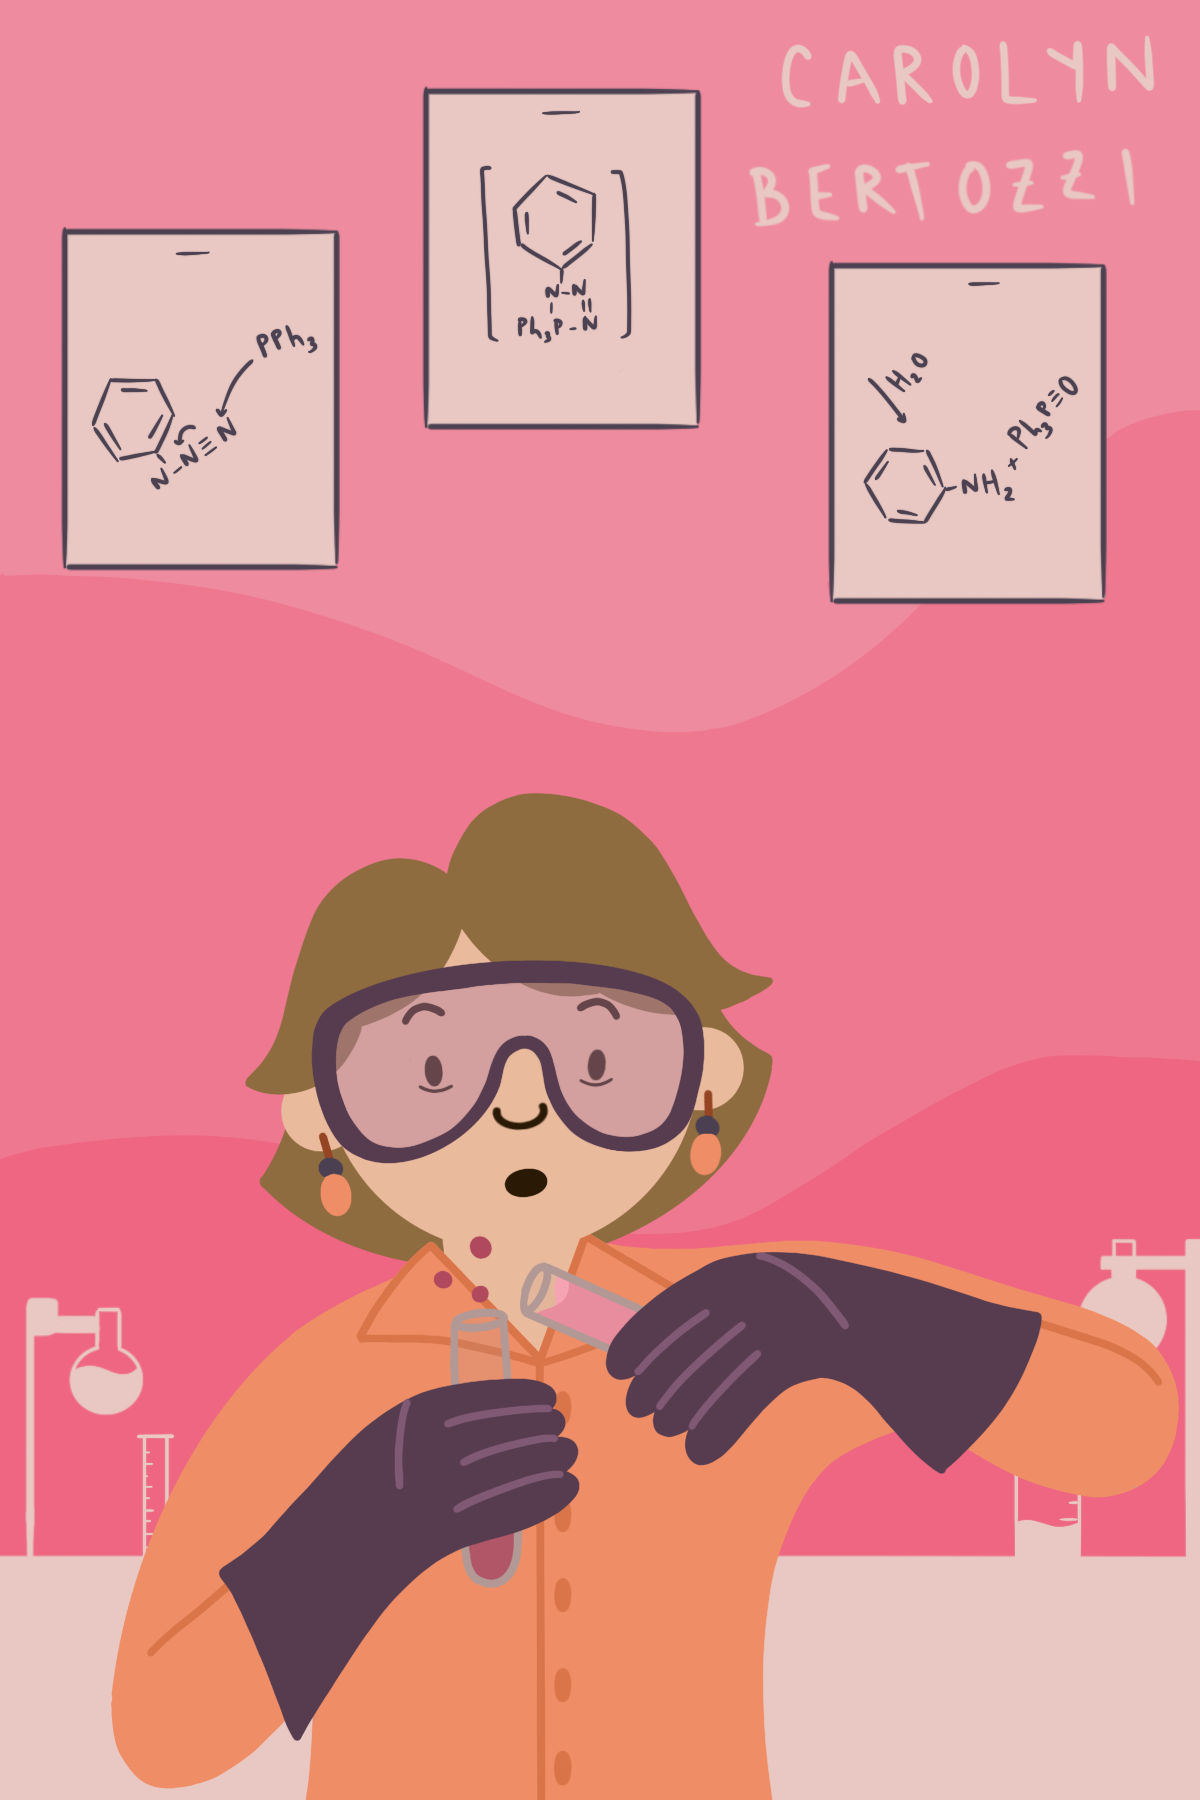 CAROLYN
BERTOZZI
PPh3
N-N≡N
N-N
Ph3P-N
H2O
NH2 + Ph3P≡O